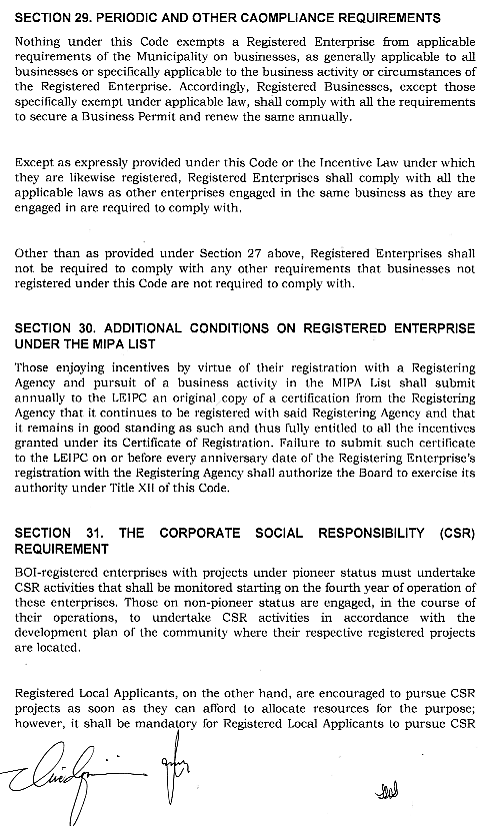 SECTION 29. PERIODIC AND OTHER CAOMPLIANCE REQUIREMENTS
Nothing under this Code exempts a Registered Enterprise from applicable
requirements of the Municipality on businesses, as generally applicable to all
businesses or specifically applicable to the business activity or circumstances of
the Registered Enterprise. Accordingly, Registered Businesses, except those
specifically exempt under applicable law, shall comply with all the requirements
to secure a Business Permit and renew the same annually.
Except as expressly provided under this Code or the Incentive Law under which
they are likewise registered, Registered Enterprises shall comply with all the
applicable laws as other enterprises engaged in the same business as they are
engaged in are required to comply with.
Other than as provided under Section 27 above, Registered Enterprises shall
not be required to comply with any other requirements that businesses not
registered under this Code are not required to comply with.
SECTION 30. ADDITIONAL CONDITIONS ON REGISTERED ENTERPRISE
UNDER THE MIPA LIST
Those enjoying incentives by virtue of their registration with a Registering
Agency and pursuit of a business activity in the MIPA List shall submit
annually to the LEIPC an original copy of a certification from the Registering
Agency that it continues to be registered with said Registering Agency and that
it remains in good standing as such and thus fully entitled to all the incentives
granted under its Certificate of Registration. Failure to submit such certificate
to the LEIPC on or before every anniversary date of the Registering Enterprise's
registration with the Registering Agency shall authorize the Board to exercise its
authority under Title XII of this Code.
SECTION 31. THE CORPORATE SOCIAL RESPONSIBILITY (CSR)
REQUIREMENT
BOI-registered enterprises with projects under pioneer status must undertake
CSR activities that shall be monitored starting on the fourth year of operation of
these enterprises. Those on non-pioneer status are engaged, in the course of
their operations, to undertake CSR activities in accordance with the
development plan of the community where their respective registered projects
are located.
Registered Local Applicants, on the other hand, are encouraged to pursue CSR
projects as soon as they can afford to allocate resources for the purpose;
however, it shall be mandatory for Registered Local Applicants to pursue CSR